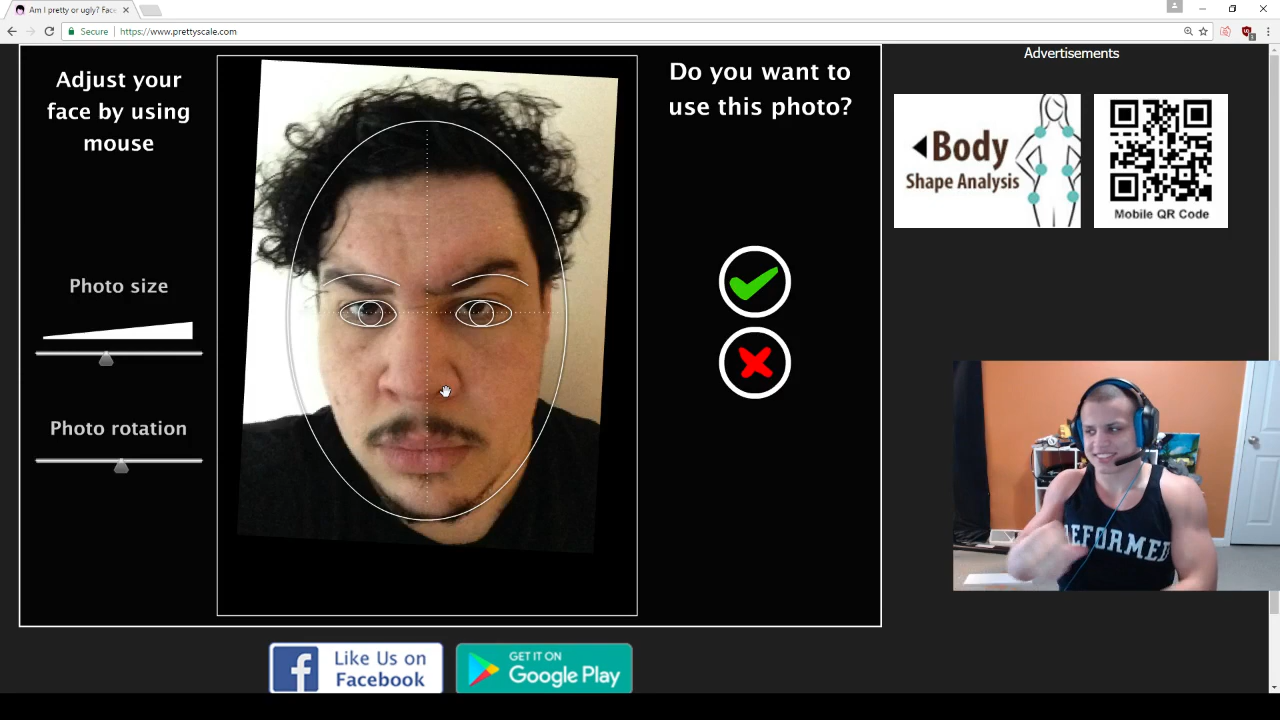 Am I pretty or ugly? Face
Secure
https://www.prettyscale.com
Adjust your
face by using
mouse
Photo size
Photo rotation
Do you want to
use this photo?
Advertisements
Body
Shape Analysis
Mobile QR Code
REFORMED
Like Us on
Facebook
GET IT ON
Google Play